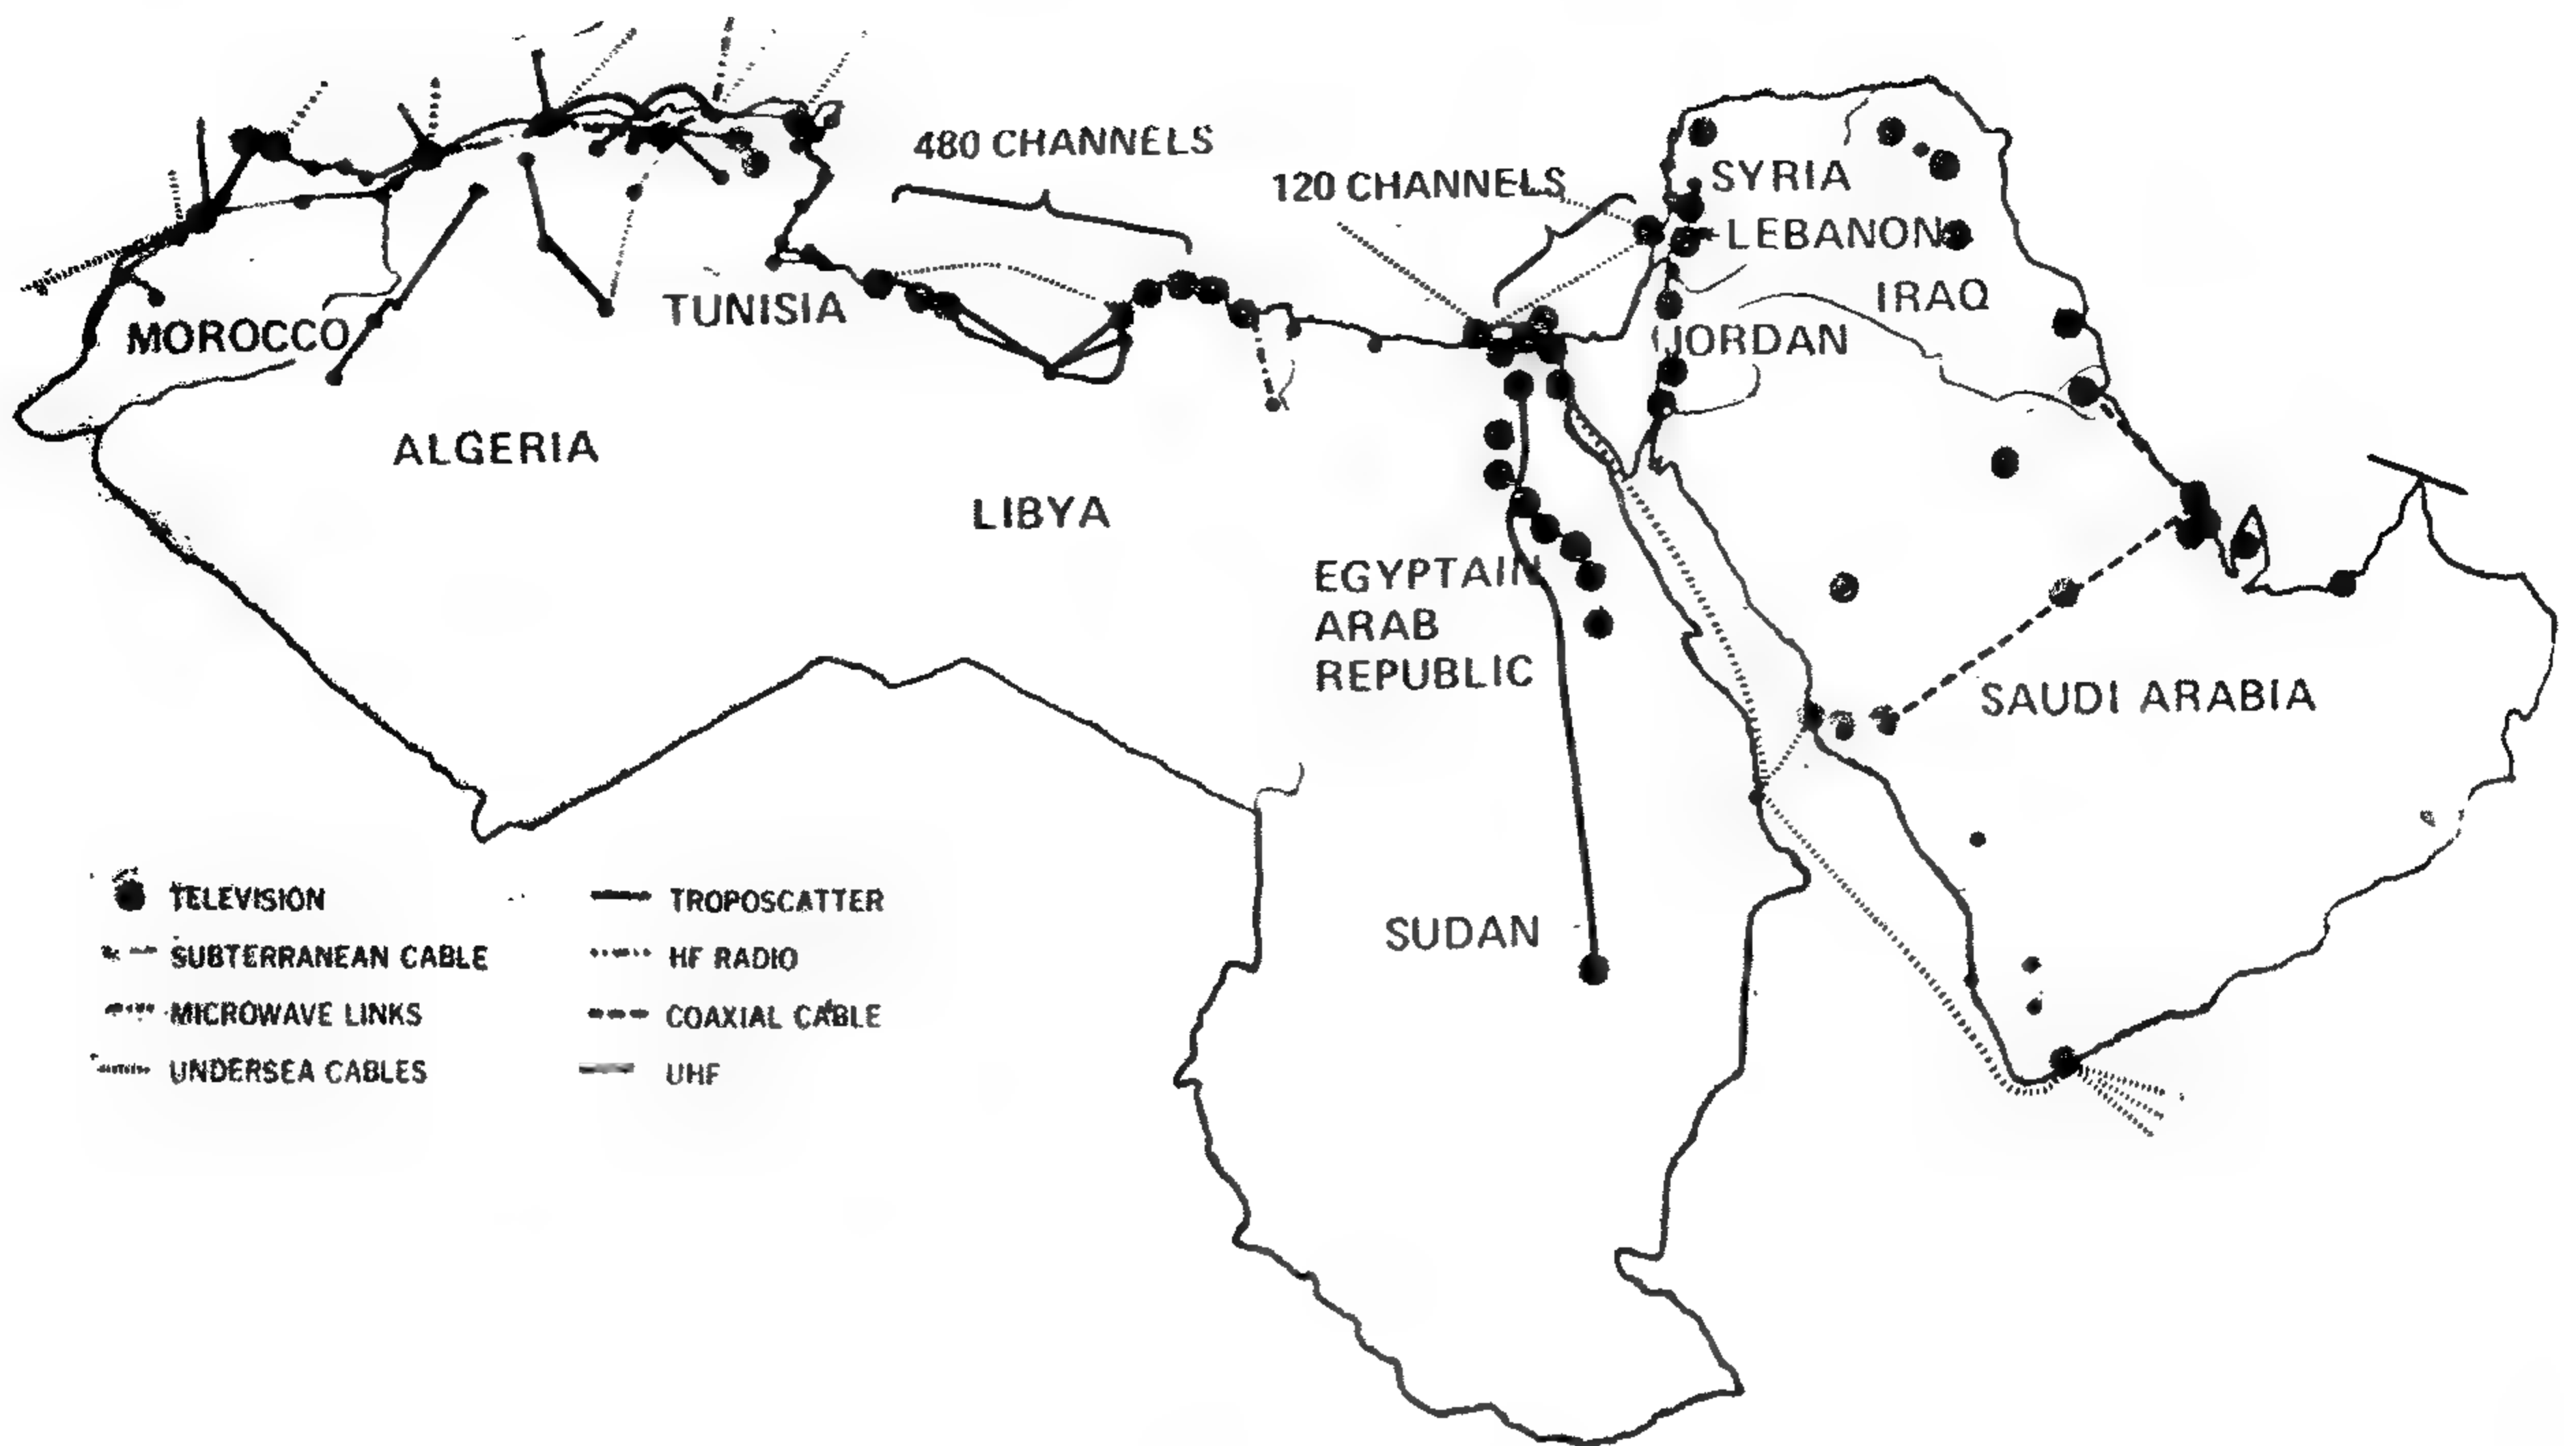 480 CHANNELS
120 CHANNELS
SYRIA
LEBANON
IRAQ
JORDAN
TUNISIA
MOROCCO
ALGERIA
LIBYA
EGYPTAIN
ARAB
REPUBLIC
SAUDI ARABIA
SUDAN
TELEVISION
SUBTERRANEAN CABLE
MICROWAVE LINKS
UNDERSEA CABLES
TROPOSCATTER
HF RADIO
COAXIAL CABLE
UHF